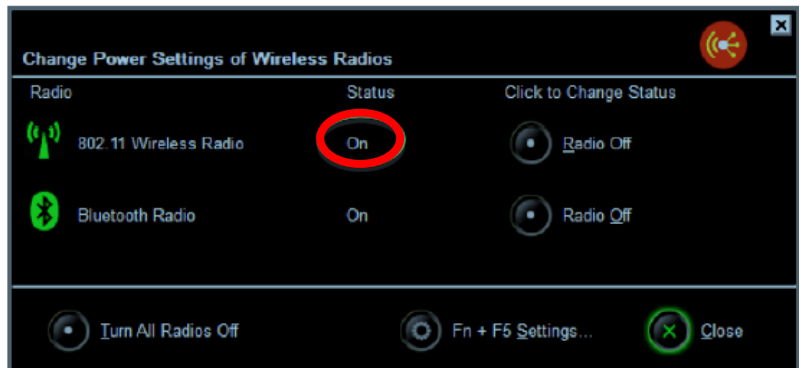 Change Power Settings of Wireless Radios
Radio Status Click to Change Status
802.11 Wireless Radio On Radio Off
Bluetooth Radio On Radio Off
Turn All Radios Off Fn + F5 Settings... Close